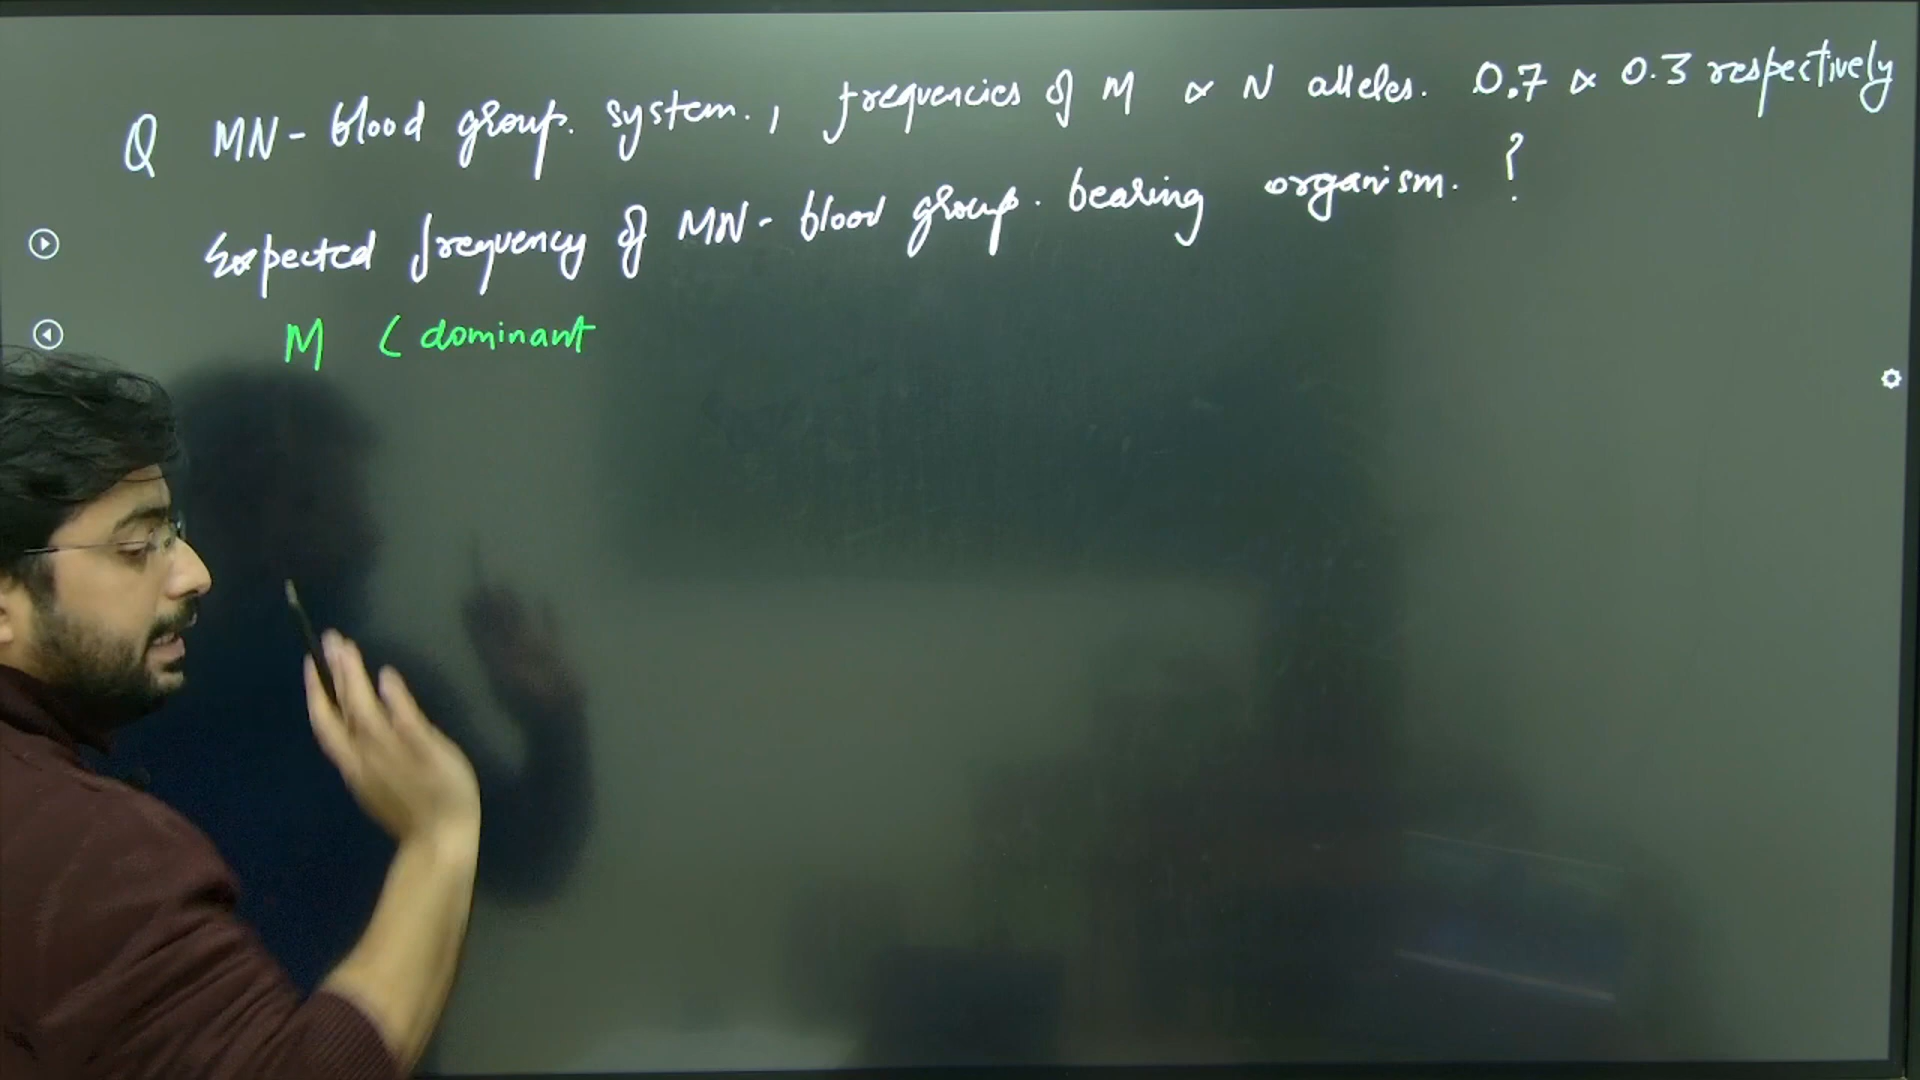 Q MN- blood group. system., frequencies of M & N alleles. 0.7 & 0.3 respectively
Expected frequency of MN- blood group. bearing organism. ?
M ( dominant